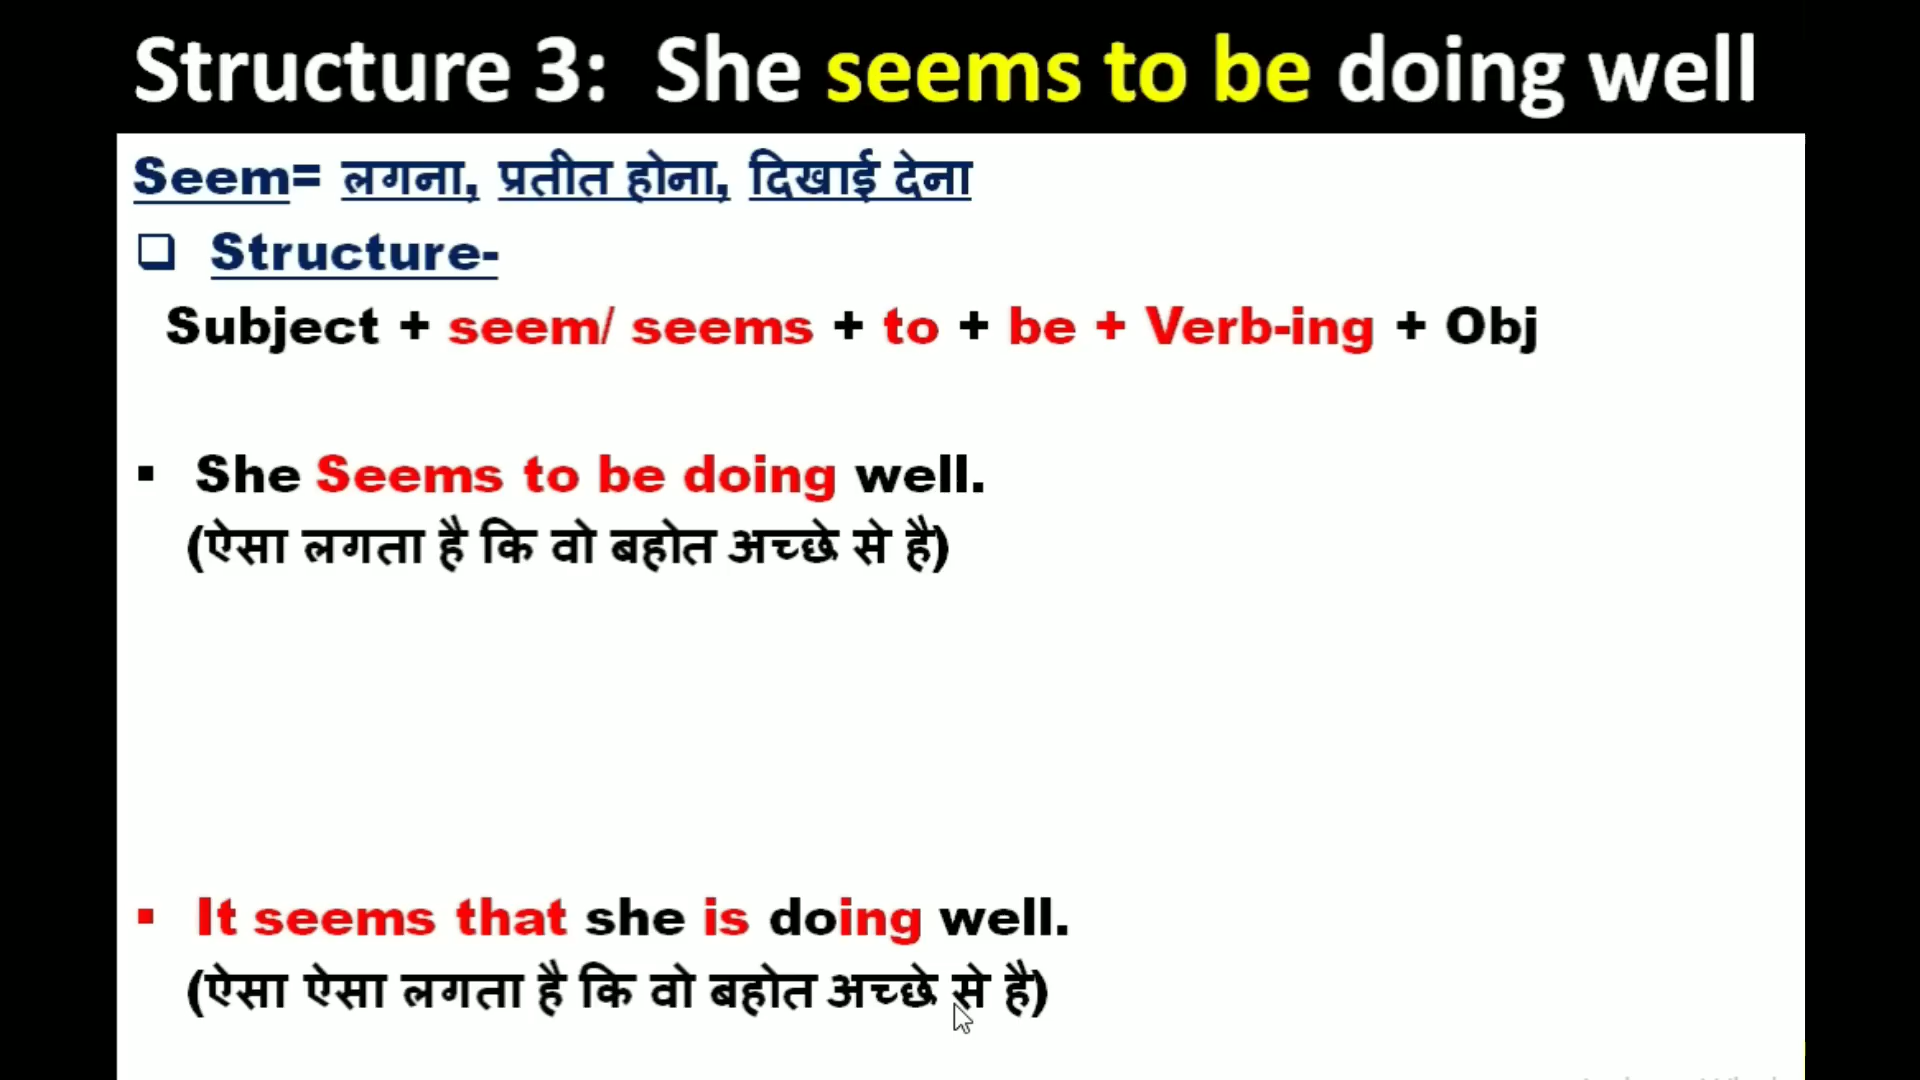 Structure 3: She seems to be doing well
Seem= लगना, प्रतीत होना, दिखाई देना
❑ Structure-
Subject + seem/ seems + to + be + Verb-ing + Obj
▪ She Seems to be doing well.
(ऐसा लगता है कि वो बहोत अच्छे से है)
▪ It seems that she is doing well.
(ऐसा ऐसा लगता है कि वो बहोत अच्छे से है)